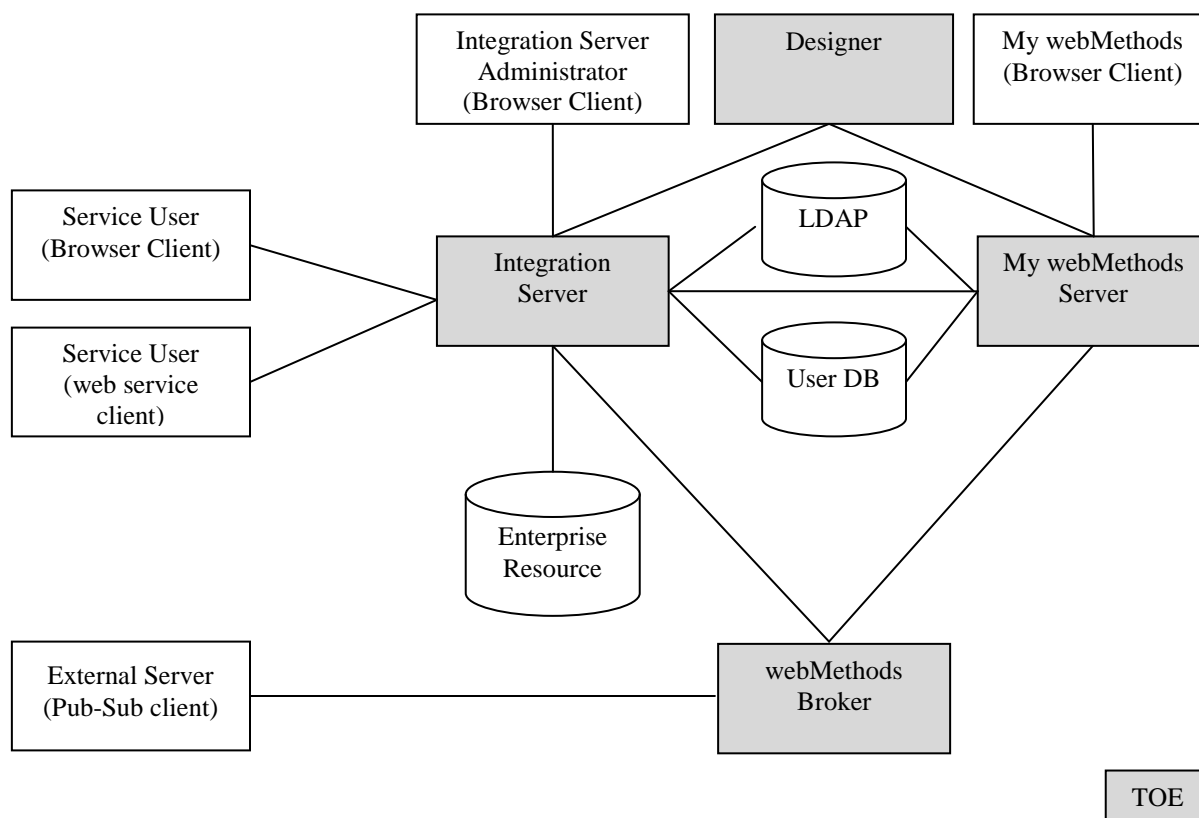 Integration Server
Administrator
(Browser Client)
Designer
My webMethods
(Browser Client)
Service User
(Browser Client)
LDAP
Integration
Server
My webMethods
Server
Service User
(web service
client)
User DB
Enterprise
Resource
External Server
(Pub-Sub client)
webMethods
Broker
TOE